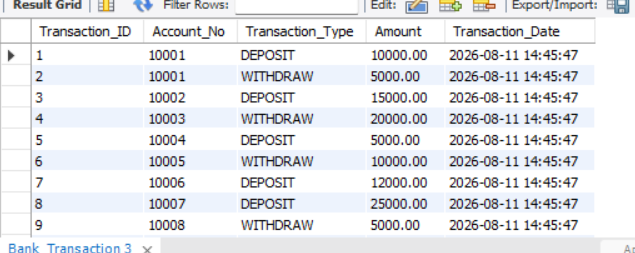 Result Grid Filter Rows: Edit: Export/Import:
Transaction_ID Account_No Transaction_Type Amount Transaction_Date
1 10001 DEPOSIT 10000.00 2026-08-11 14:45:47
2 10001 WITHDRAW 5000.00 2026-08-11 14:45:47
3 10002 DEPOSIT 15000.00 2026-08-11 14:45:47
4 10003 WITHDRAW 20000.00 2026-08-11 14:45:47
5 10004 DEPOSIT 5000.00 2026-08-11 14:45:47
6 10005 WITHDRAW 10000.00 2026-08-11 14:45:47
7 10006 DEPOSIT 12000.00 2026-08-11 14:45:47
8 10007 DEPOSIT 25000.00 2026-08-11 14:45:47
9 10008 WITHDRAW 5000.00 2026-08-11 14:45:47
Bank_Transaction 3